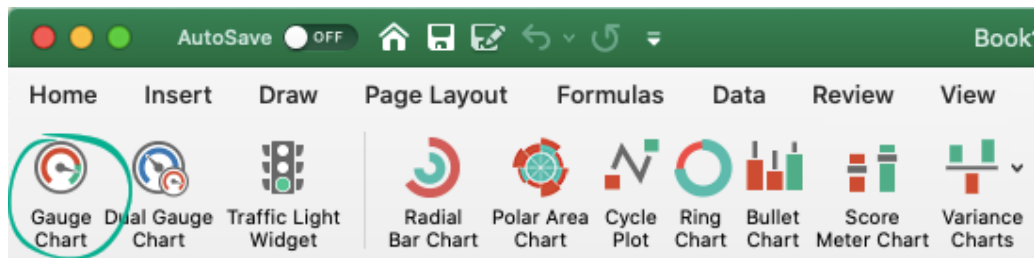 AutoSave OFF Book1
Home Insert Draw Page Layout Formulas Data Review View
Gauge Chart
Dual Gauge Chart
Traffic Light Widget
Radial Bar Chart
Polar Area Chart
Cycle Plot
Ring Chart
Bullet Chart
Score Meter Chart
Variance Charts